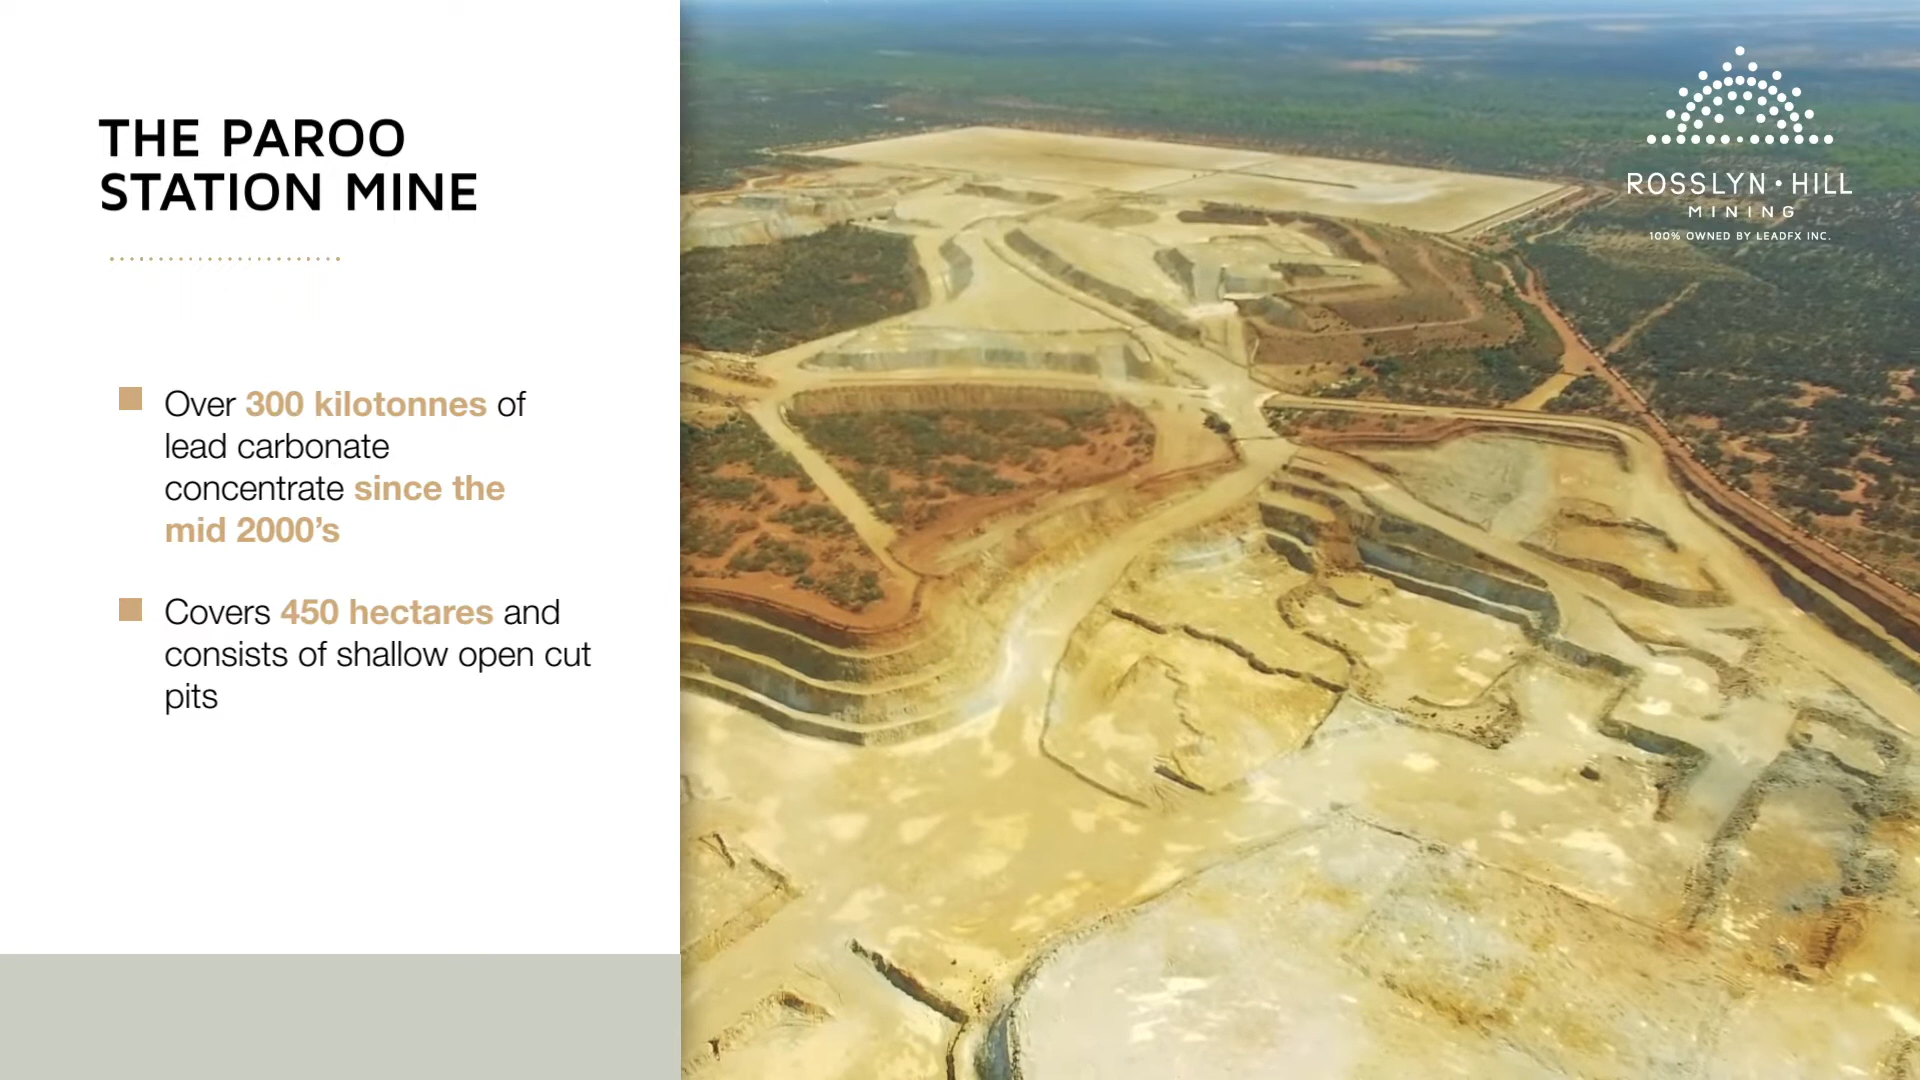 THE PAROO
STATION MINE
Over 300 kilotonnes of
lead carbonate
concentrate since the
mid 2000’s
Covers 450 hectares and
consists of shallow open cut
pits
ROSSLYN • HILL
MINING
100% OWNED BY LEADFX INC.